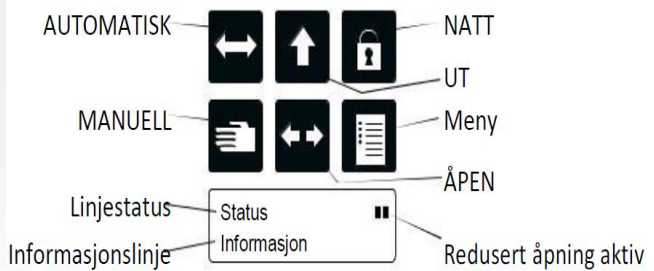 AUTOMATISK
NATT
UT
MANUELL
Meny
ÅPEN
Linjestatus
Status
Informasjonslinje
Informasjon
Redusert åpning aktiv